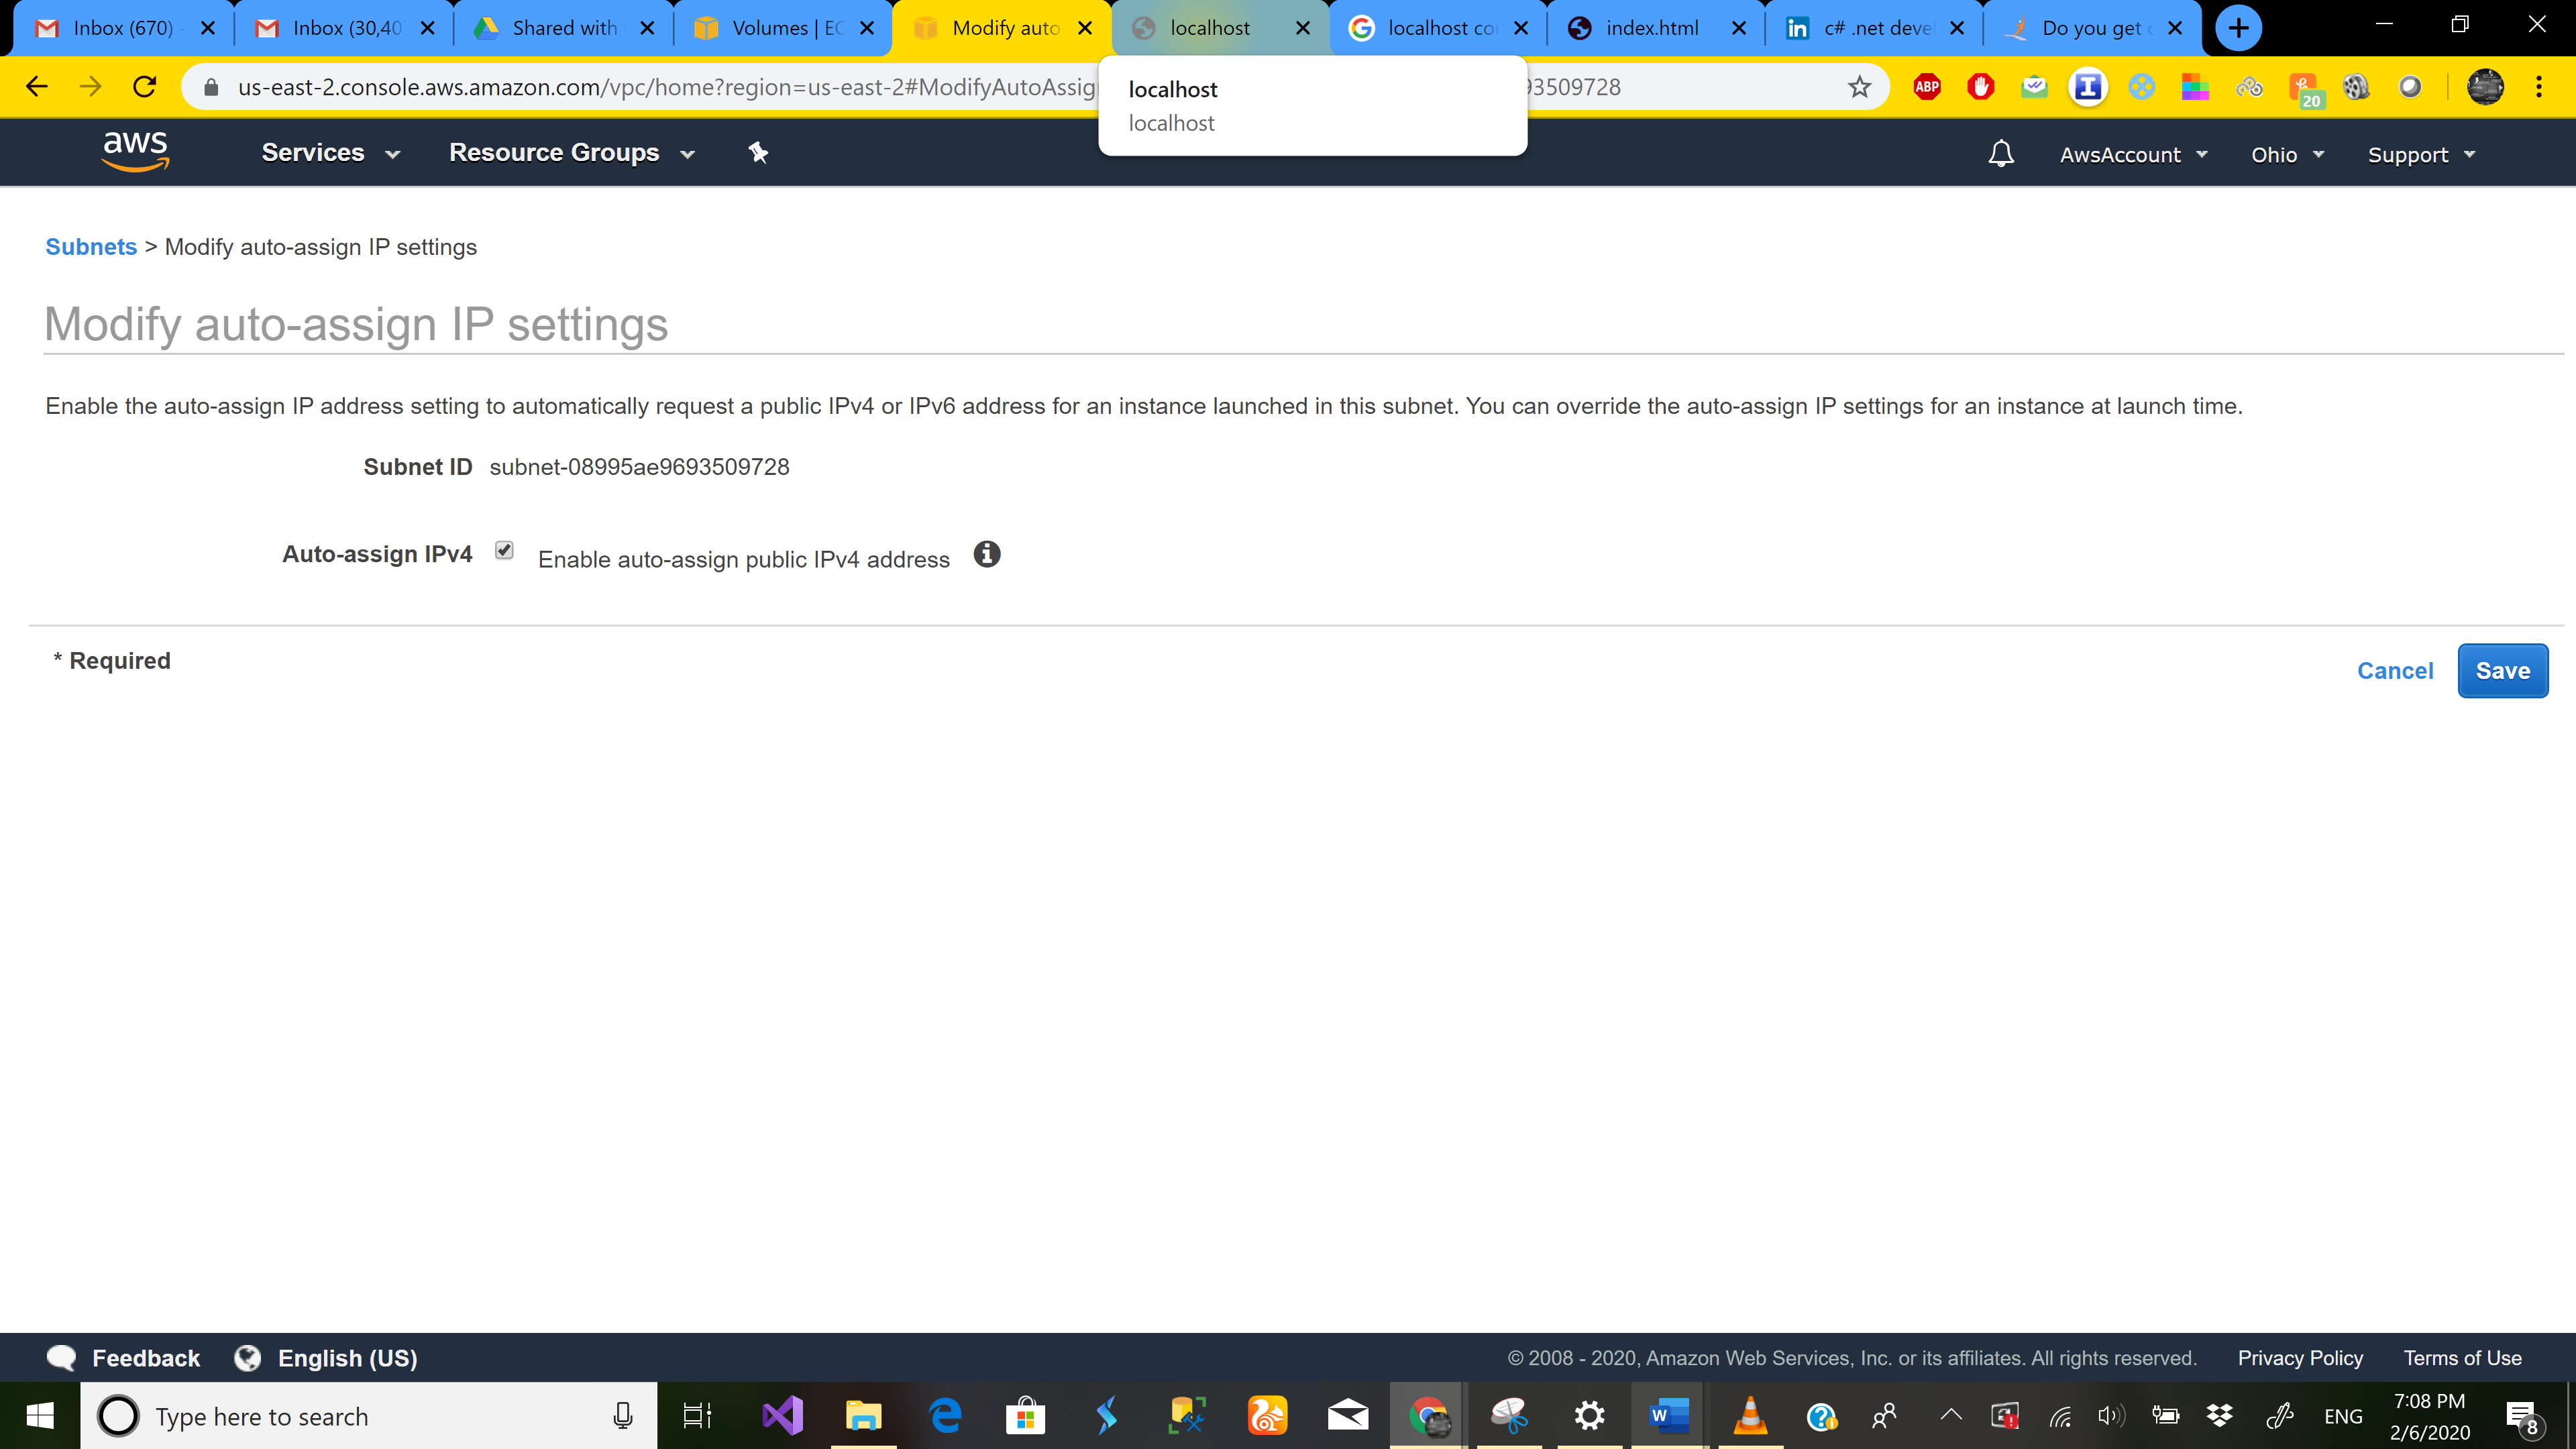 Inbox (670) -
Inbox (30,40
Shared with
Volumes | EC
Modify auto
localhost
localhost co
index.html
c# .net deve
Do you get
us-east-2.console.aws.amazon.com/vpc/home?region=us-east-2#ModifyAutoAssig
93509728
ABP
20
localhost
localhost
aws
Services
Resource Groups
AwsAccount
Ohio
Support
Subnets > Modify auto-assign IP settings
Modify auto-assign IP settings
Enable the auto-assign IP address setting to automatically request a public IPv4 or IPv6 address for an instance launched in this subnet. You can override the auto-assign IP settings for an instance at launch time.
Subnet ID subnet-08995ae9693509728
Auto-assign IPv4 Enable auto-assign public IPv4 address
* Required
Cancel
Save
Feedback
English (US)
© 2008 - 2020, Amazon Web Services, Inc. or its affiliates. All rights reserved.
Privacy Policy
Terms of Use
Type here to search
ENG
7:08 PM
2/6/2020
8